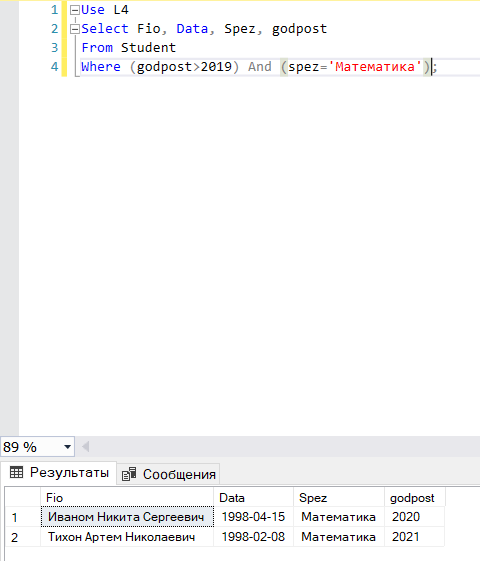 1 Use L4
2 Select Fio, Data, Spez, godpost
3 From Student
4 Where (godpost>2019) And (spez='Математика');
89 %
Результаты Сообщения
Fio Data Spez godpost
1 Иваном Никита Сергеевич 1998-04-15 Математика 2020
2 Тихон Артем Николаевич 1998-02-08 Математика 2021